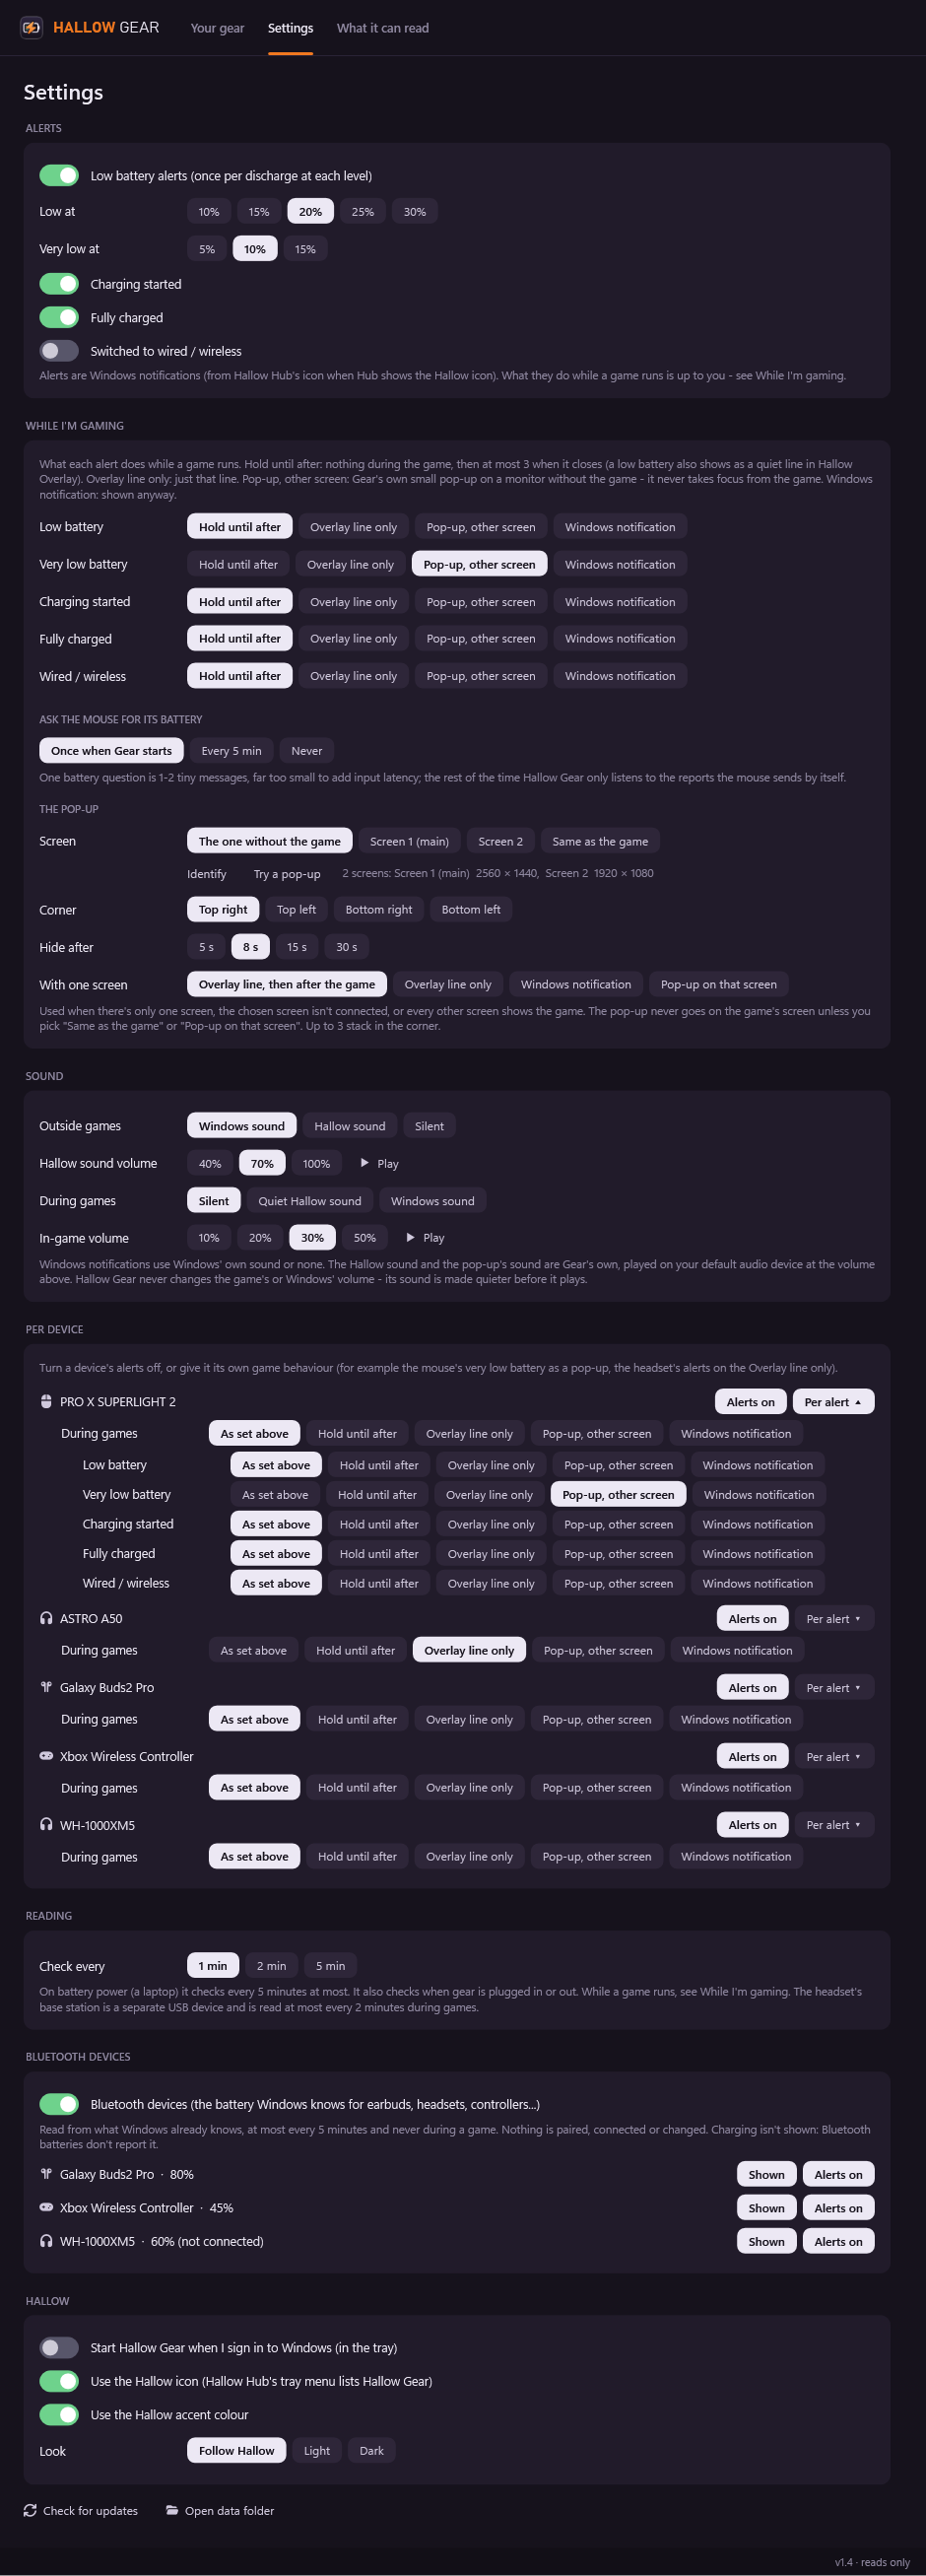 HALLOW GEAR Your gear Settings What it can read
Settings
ALERTS
Low battery alerts (once per discharge at each level)
Low at 10% 15% 20% 25% 30%
Very low at 5% 10% 15%
Charging started
Fully charged
Switched to wired / wireless
Alerts are Windows notifications (from Hallow Hub's icon when Hub shows the Hallow icon). What they do while a game runs is up to you - see While I'm gaming.
WHILE I'M GAMING
What each alert does while a game runs. Hold until after: nothing during the game, then at most 3 when it closes (a low battery also shows as a quiet line in Hallow
Overlay). Overlay line only: just that line. Pop-up, other screen: Gear's own small pop-up on a monitor without the game - it never takes focus from the game. Windows
notification: shown anyway.
Low battery Hold until after Overlay line only Pop-up, other screen Windows notification
Very low battery Hold until after Overlay line only Pop-up, other screen Windows notification
Charging started Hold until after Overlay line only Pop-up, other screen Windows notification
Fully charged Hold until after Overlay line only Pop-up, other screen Windows notification
Wired / wireless Hold until after Overlay line only Pop-up, other screen Windows notification
ASK THE MOUSE FOR ITS BATTERY
Once when Gear starts Every 5 min Never
One battery question is 1-2 tiny messages, far too small to add input latency; the rest of the time Hallow Gear only listens to the reports the mouse sends by itself.
THE POP-UP
Screen The one without the game Screen 1 (main) Screen 2 Same as the game
Identify Try a pop-up 2 screens: Screen 1 (main) 2560 × 1440, Screen 2 1920 × 1080
Corner Top right Top left Bottom right Bottom left
Hide after 5 s 8 s 15 s 30 s
With one screen Overlay line, then after the game Overlay line only Windows notification Pop-up on that screen
Used when there's only one screen, the chosen screen isn't connected, or every other screen shows the game. The pop-up never goes on the game's screen unless you
pick "Same as the game" or "Pop-up on that screen". Up to 3 stack in the corner.
SOUND
Outside games Windows sound Hallow sound Silent
Hallow sound volume 40% 70% 100% Play
During games Silent Quiet Hallow sound Windows sound
In-game volume 10% 20% 30% 50% Play
Windows notifications use Windows' own sound or none. The Hallow sound and the pop-up's sound are Gear's own, played on your default audio device at the volume
above. Hallow Gear never changes the game's or Windows' volume - its sound is made quieter before it plays.
PER DEVICE
Turn a device's alerts off, or give it its own game behaviour (for example the mouse's very low battery as a pop-up, the headset's alerts on the Overlay line only).
PRO X SUPERLIGHT 2 Alerts on Per alert ▲
During games As set above Hold until after Overlay line only Pop-up, other screen Windows notification
Low battery As set above Hold until after Overlay line only Pop-up, other screen Windows notification
Very low battery As set above Hold until after Overlay line only Pop-up, other screen Windows notification
Charging started As set above Hold until after Overlay line only Pop-up, other screen Windows notification
Fully charged As set above Hold until after Overlay line only Pop-up, other screen Windows notification
Wired / wireless As set above Hold until after Overlay line only Pop-up, other screen Windows notification
ASTRO A50 Alerts on Per alert ▼
During games As set above Hold until after Overlay line only Pop-up, other screen Windows notification
Galaxy Buds2 Pro Alerts on Per alert ▼
During games As set above Hold until after Overlay line only Pop-up, other screen Windows notification
Xbox Wireless Controller Alerts on Per alert ▼
During games As set above Hold until after Overlay line only Pop-up, other screen Windows notification
WH-1000XM5 Alerts on Per alert ▼
During games As set above Hold until after Overlay line only Pop-up, other screen Windows notification
READING
Check every 1 min 2 min 5 min
On battery power (a laptop) it checks every 5 minutes at most. It also checks when gear is plugged in or out. While a game runs, see While I'm gaming. The headset's
base station is a separate USB device and is read at most every 2 minutes during games.
BLUETOOTH DEVICES
Bluetooth devices (the battery Windows knows for earbuds, headsets, controllers...)
Read from what Windows already knows, at most every 5 minutes and never during a game. Nothing is paired, connected or changed. Charging isn't shown: Bluetooth
batteries don't report it.
Galaxy Buds2 Pro · 80% Shown Alerts on
Xbox Wireless Controller · 45% Shown Alerts on
WH-1000XM5 · 60% (not connected) Shown Alerts on
HALLOW
Start Hallow Gear when I sign in to Windows (in the tray)
Use the Hallow icon (Hallow Hub's tray menu lists Hallow Gear)
Use the Hallow accent colour
Look Follow Hallow Light Dark
Check for updates Open data folder
v1.4 · reads only